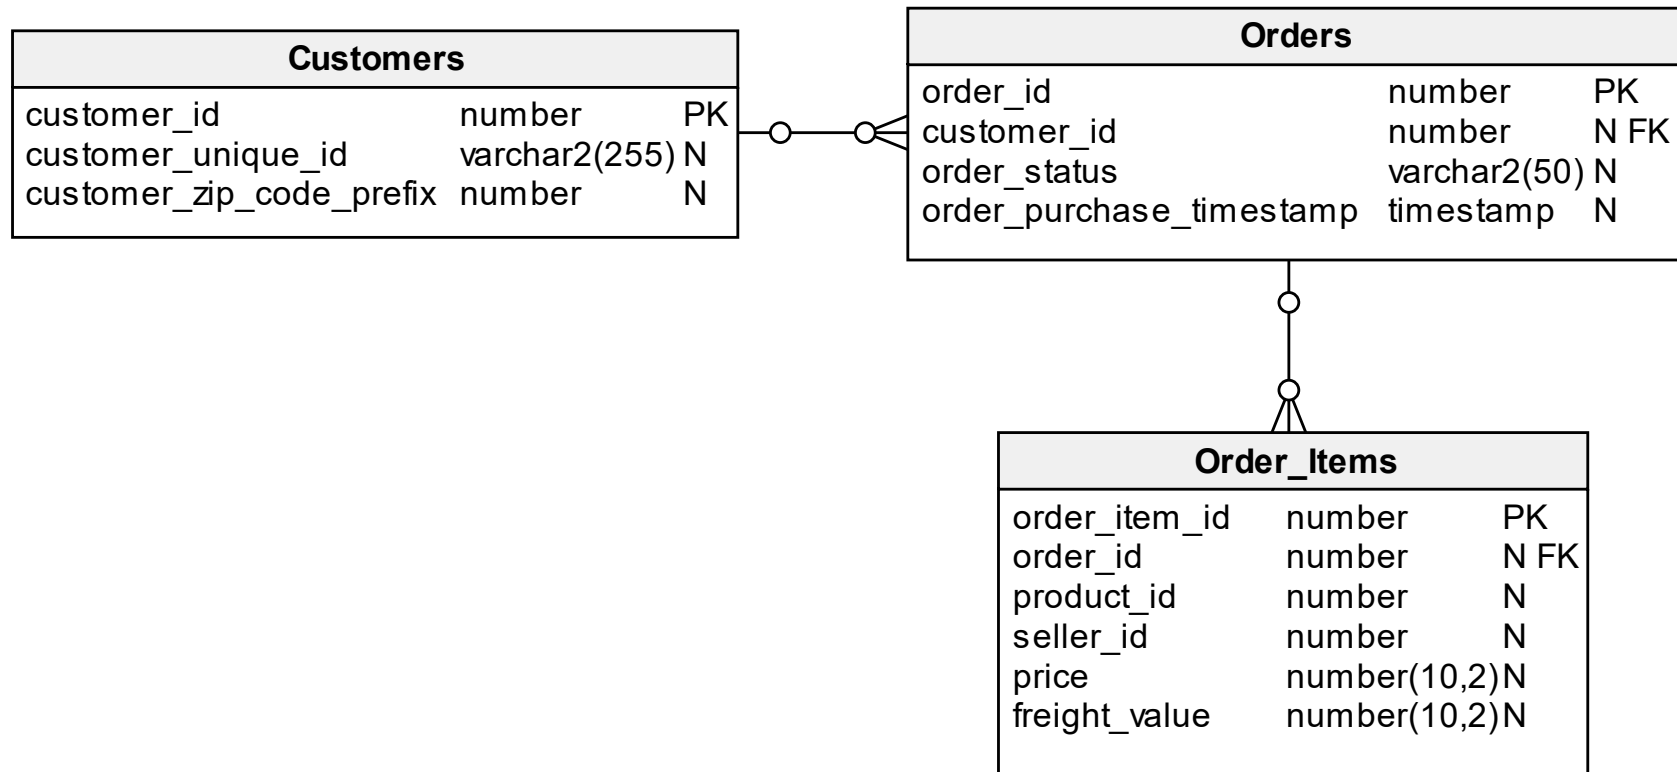 Customers
customer_id number PK
customer_unique_id varchar2(255) N
customer_zip_code_prefix number N
Orders
order_id number PK
customer_id number N FK
order_status varchar2(50) N
order_purchase_timestamp timestamp N
Order_Items
order_item_id number PK
order_id number N FK
product_id number N
seller_id number N
price number(10,2) N
freight_value number(10,2) N